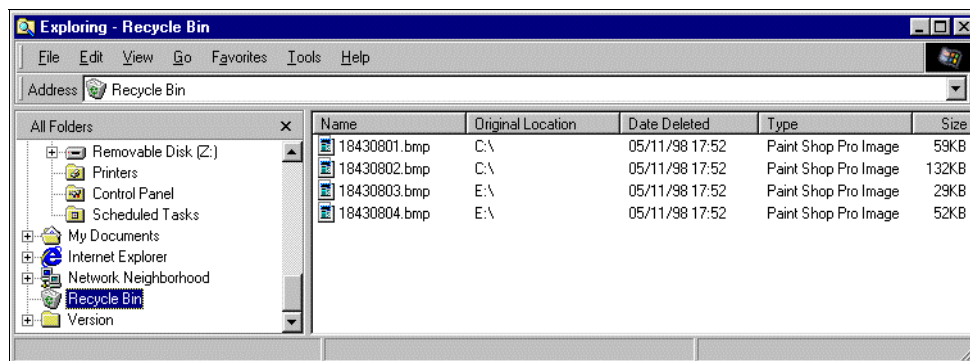 Exploring - Recycle Bin
File Edit View Go Favorites Tools Help
Address Recycle Bin
All Folders
Removable Disk (Z:)
Printers
Control Panel
Scheduled Tasks
My Documents
Internet Explorer
Network Neighborhood
Recycle Bin
Version
Name Original Location Date Deleted Type Size
18430801.bmp C:\ 05/11/98 17:52 Paint Shop Pro Image 59KB
18430802.bmp C:\ 05/11/98 17:52 Paint Shop Pro Image 132KB
18430803.bmp E:\ 05/11/98 17:52 Paint Shop Pro Image 29KB
18430804.bmp E:\ 05/11/98 17:52 Paint Shop Pro Image 52KB